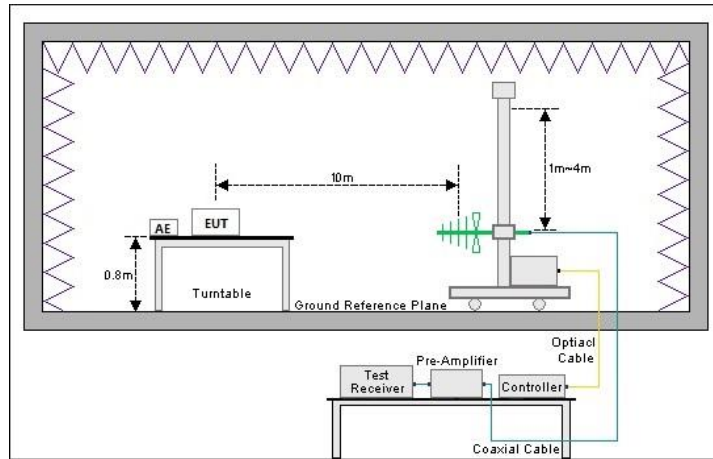 10m
1m~4m
AE
EUT
0.8m
Turntable
Ground Reference Plane
Optiacl
Cable
Pre-Amplifier
Test
Receiver
Controller
Coaxial Cable